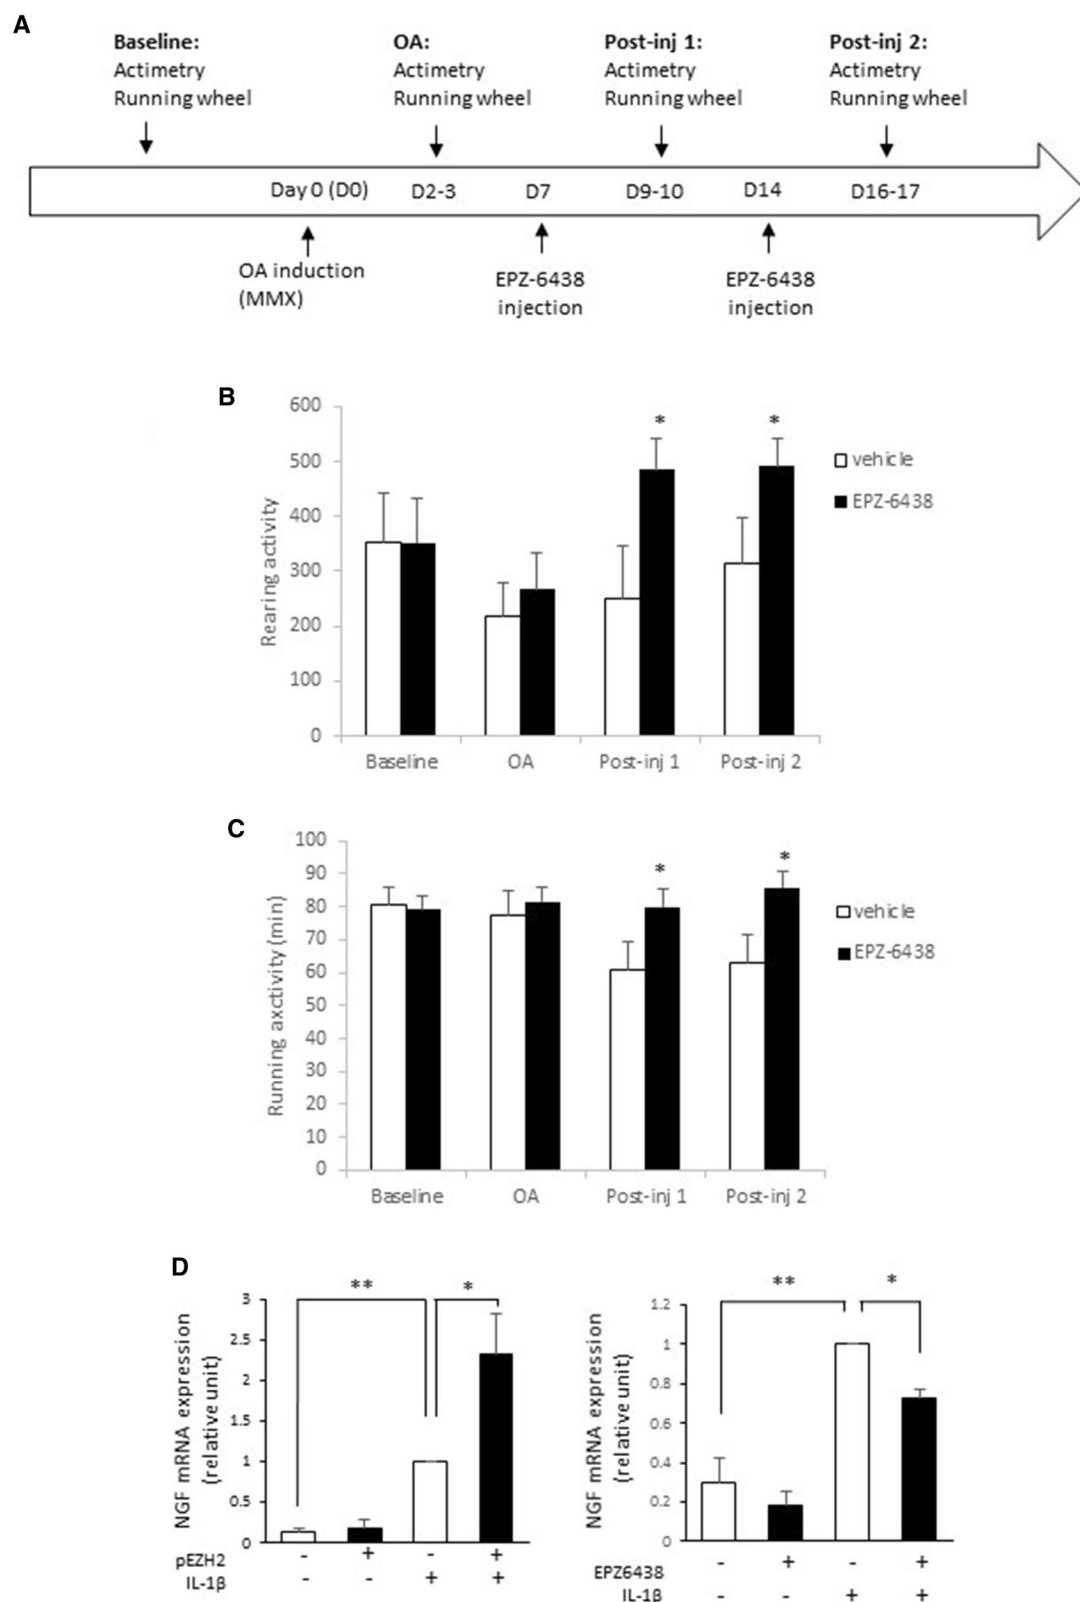 A
Baseline:
Actimetry
Running wheel
OA:
Actimetry
Running wheel
Post-inj 1:
Actimetry
Running wheel
Post-inj 2:
Actimetry
Running wheel
Day 0 (D0) D2-3 D7 D9-10 D14 D16-17
OA induction
(MMX)
EPZ-6438
injection
EPZ-6438
injection
B
Rearing activity
600
500
400
300
200
100
0
* *
Baseline OA Post-inj 1 Post-inj 2
vehicle
EPZ-6438
C
Running axctivity (min)
100
90
80
70
60
50
40
30
20
10
0
* *
Baseline OA Post-inj 1 Post-inj 2
vehicle
EPZ-6438
D
NGF mRNA expression
(relative unit)
3
2.5
2
1.5
1
0.5
0
** *
pEZH2 - + - +
IL-1β - - + +
NGF mRNA expression
(relative unit)
1.2
1
0.8
0.6
0.4
0.2
0
** *
EPZ6438 - + - +
IL-1β - - + +